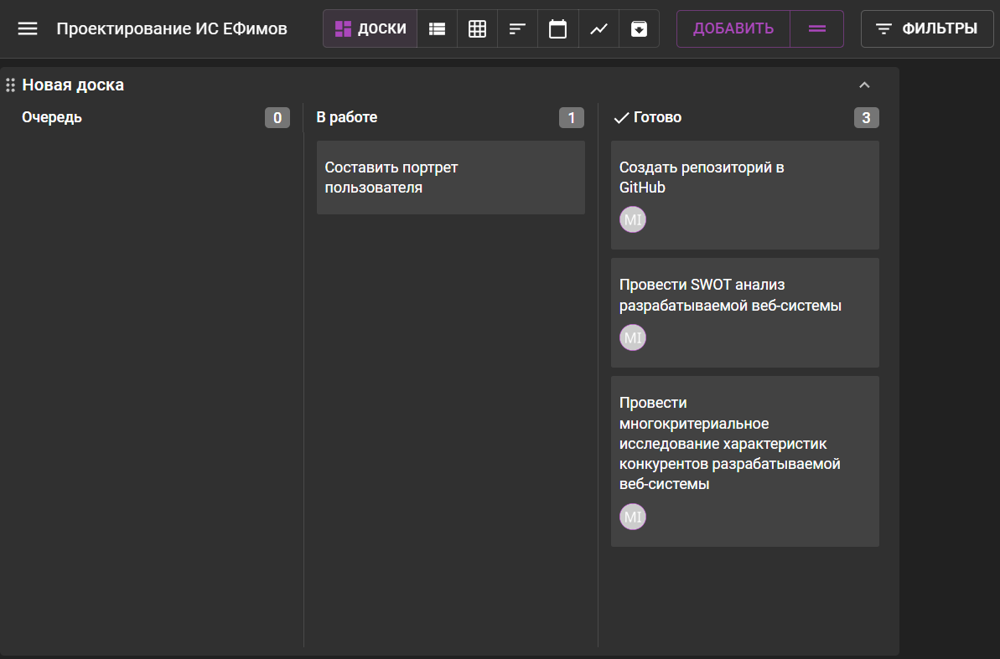 Проектирование ИС ЕФимов
ДОСКИ
ДОБАВИТЬ
ФИЛЬТРЫ
Новая доска
Очередь
0
В работе
1
Составить портрет
пользователя
Готово
3
Создать репозиторий в
GitHub
MI
Провести SWOT анализ
разрабатываемой веб-системы
MI
Провести
многокритериальное
исследование характеристик
конкурентов разрабатываемой
веб-системы
MI